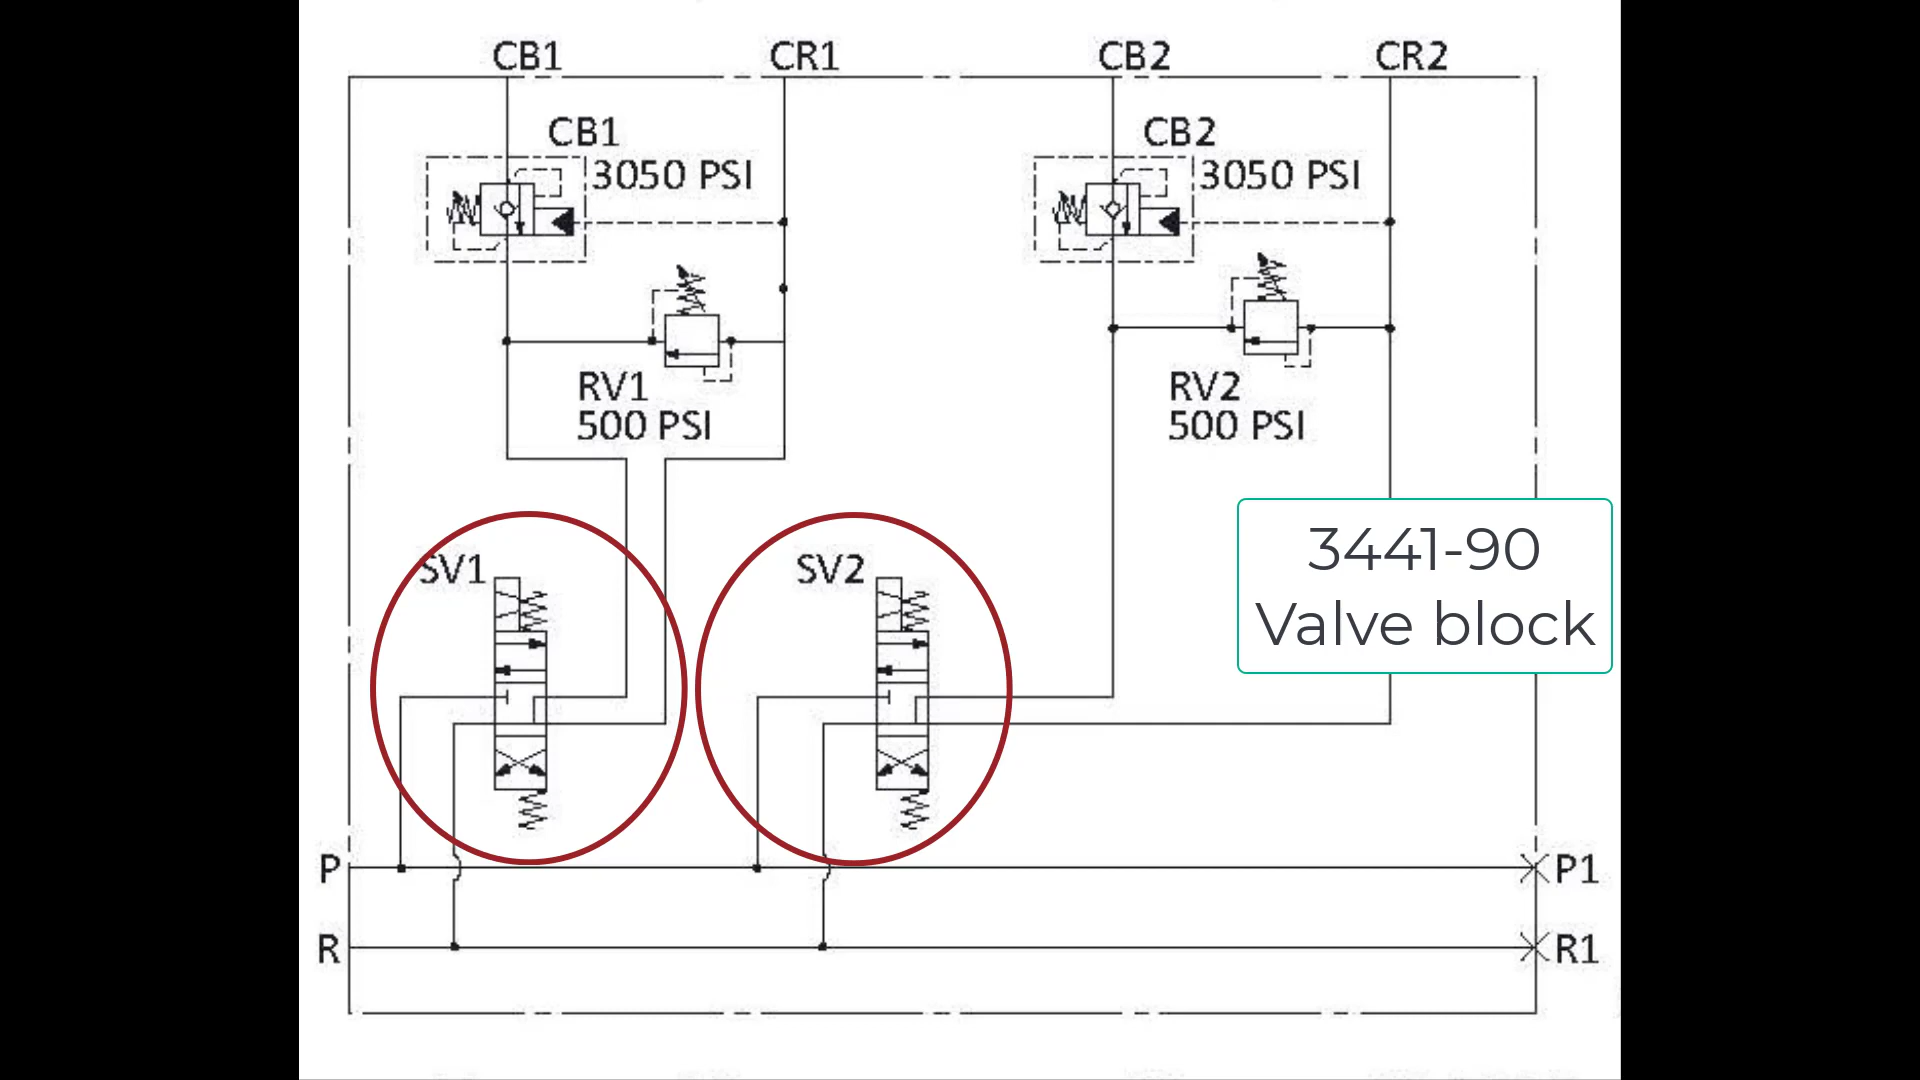 CB1
CR1
CB2
CR2
CB1
3050 PSI
CB2
3050 PSI
RV1
500 PSI
RV2
500 PSI
SV1
SV2
3441-90
Valve block
P
P1
R
R1